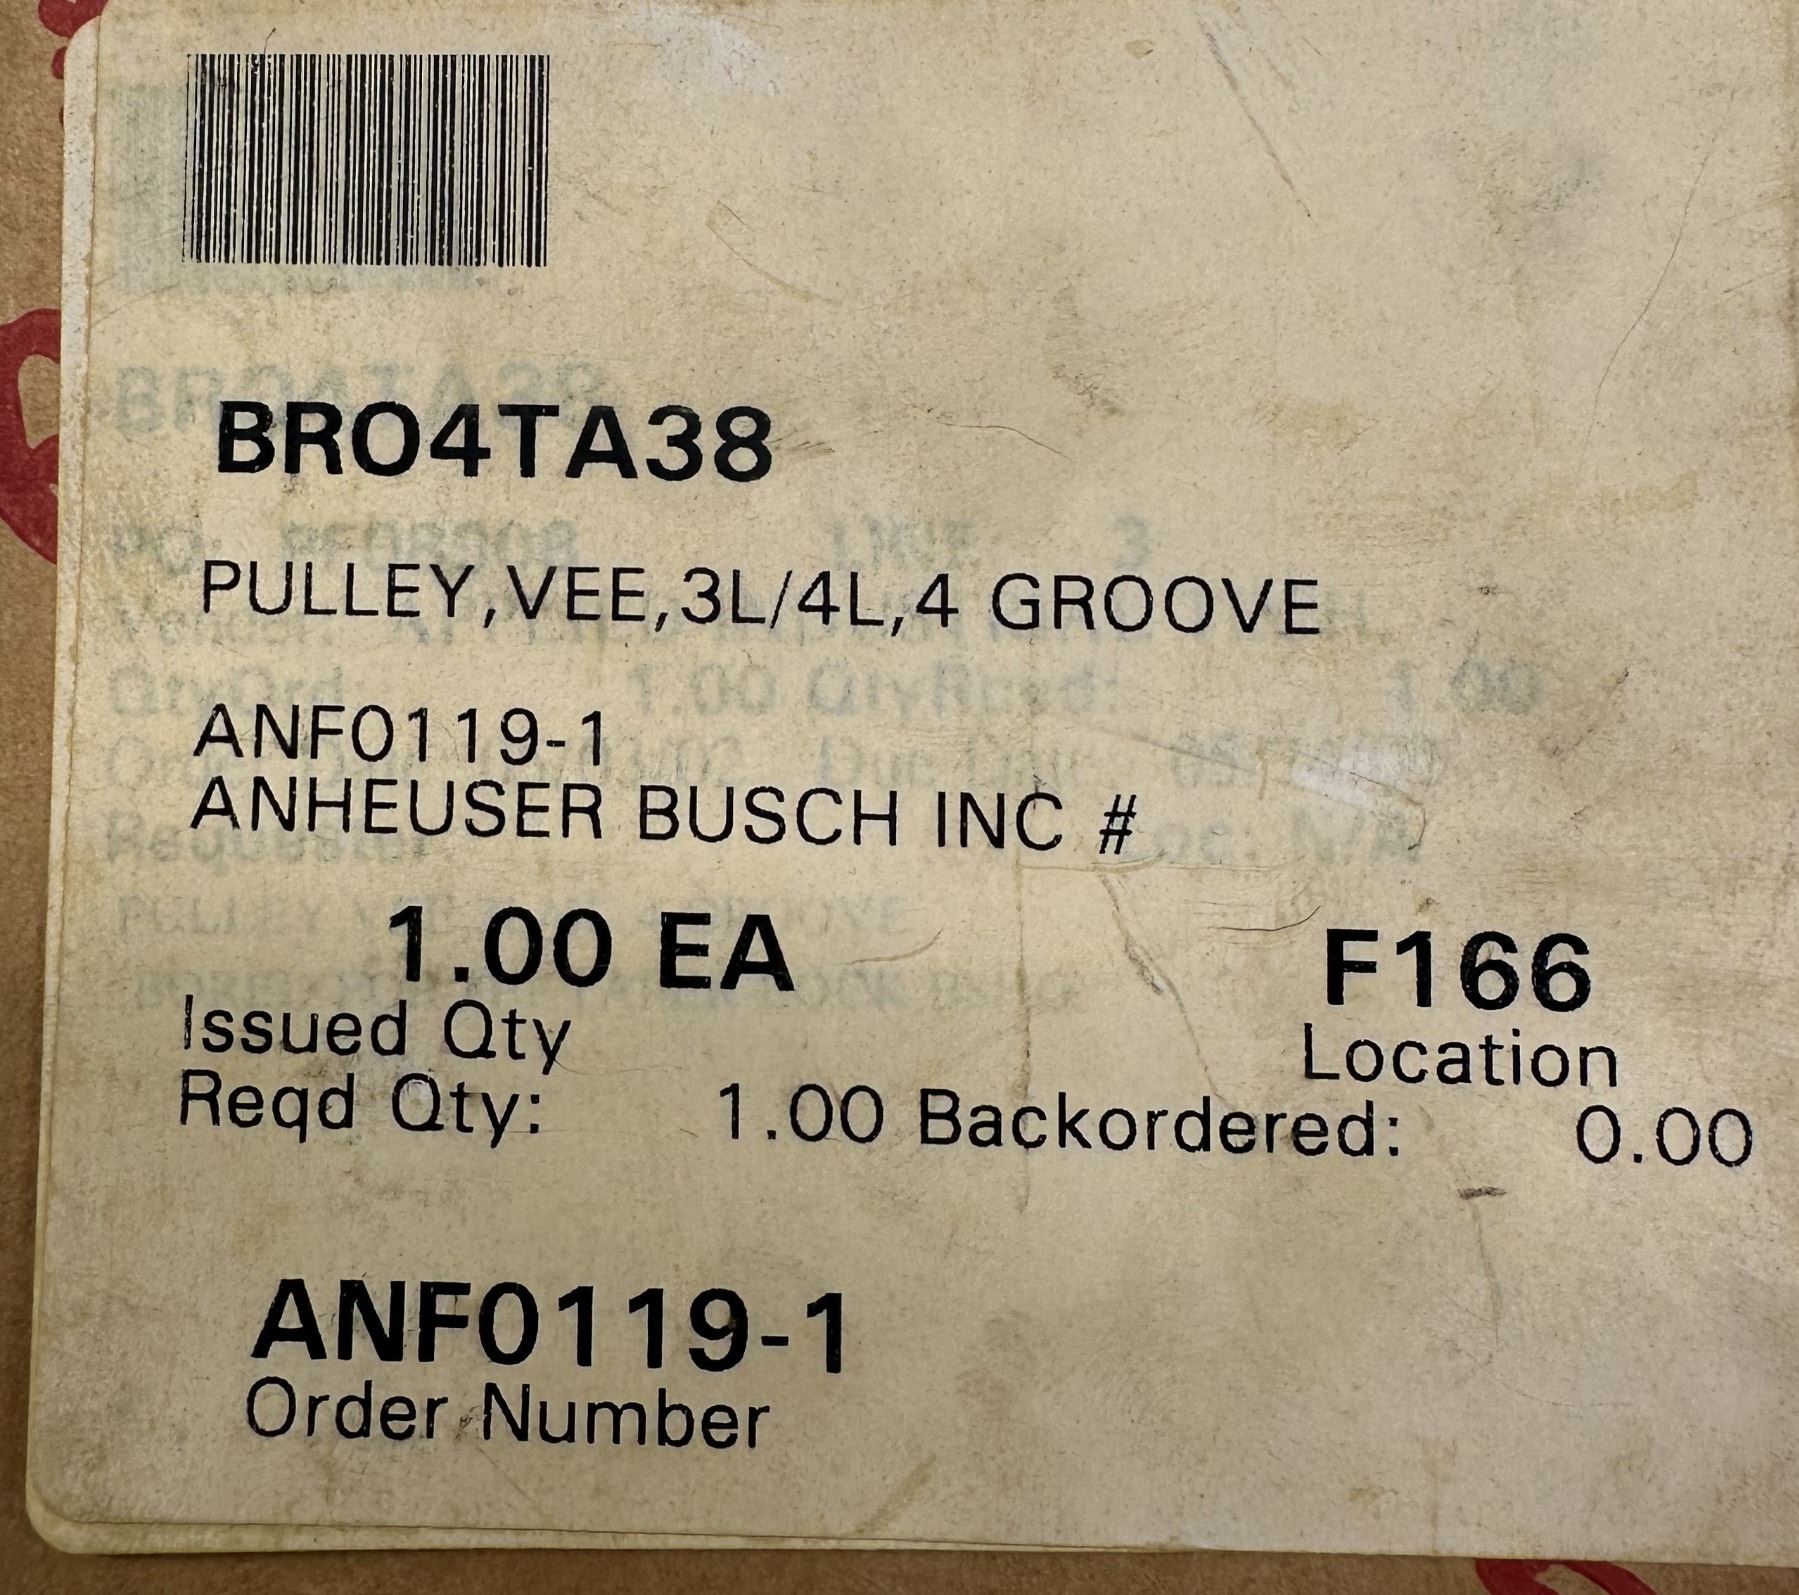 BRO4TA38
PULLEY,VEE,3L/4L,4 GROOVE
ANF0119-1
ANHEUSER BUSCH INC #
1.00 EA
F166
Issued Qty
Location
Reqd Qty: 1.00 Backordered: 0.00
ANF0119-1
Order Number